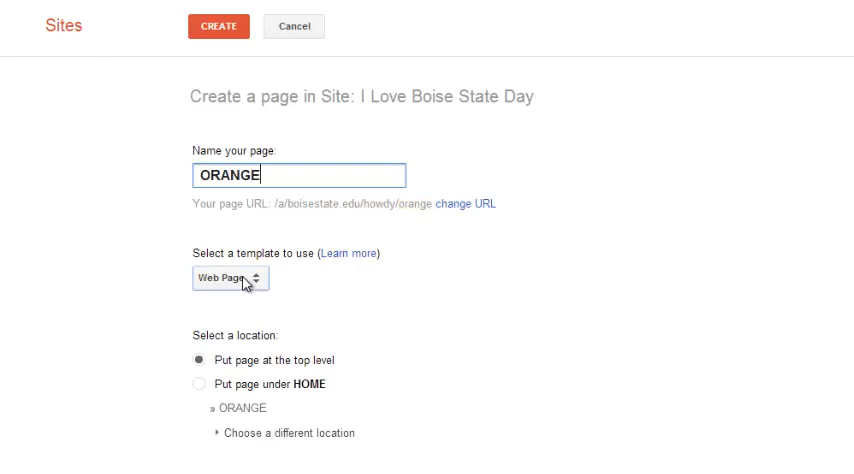 Sites CREATE Cancel
Create a page in Site: I Love Boise State Day
Name your page:
ORANGE
Your page URL: /a/boisestate.edu/howdy/orange change URL
Select a template to use (Learn more)
Web Page
Select a location:
Put page at the top level
Put page under HOME
» ORANGE
Choose a different location